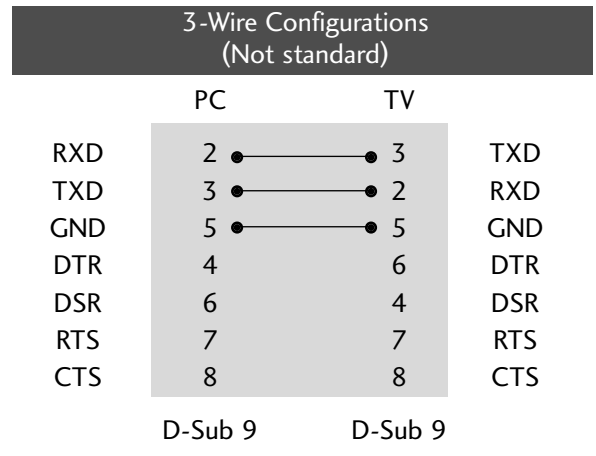 3-Wire Configurations
(Not standard)
PC TV
RXD 2 3 TXD
TXD 3 2 RXD
GND 5 5 GND
DTR 4 6 DTR
DSR 6 4 DSR
RTS 7 7 RTS
CTS 8 8 CTS
D-Sub 9 D-Sub 9